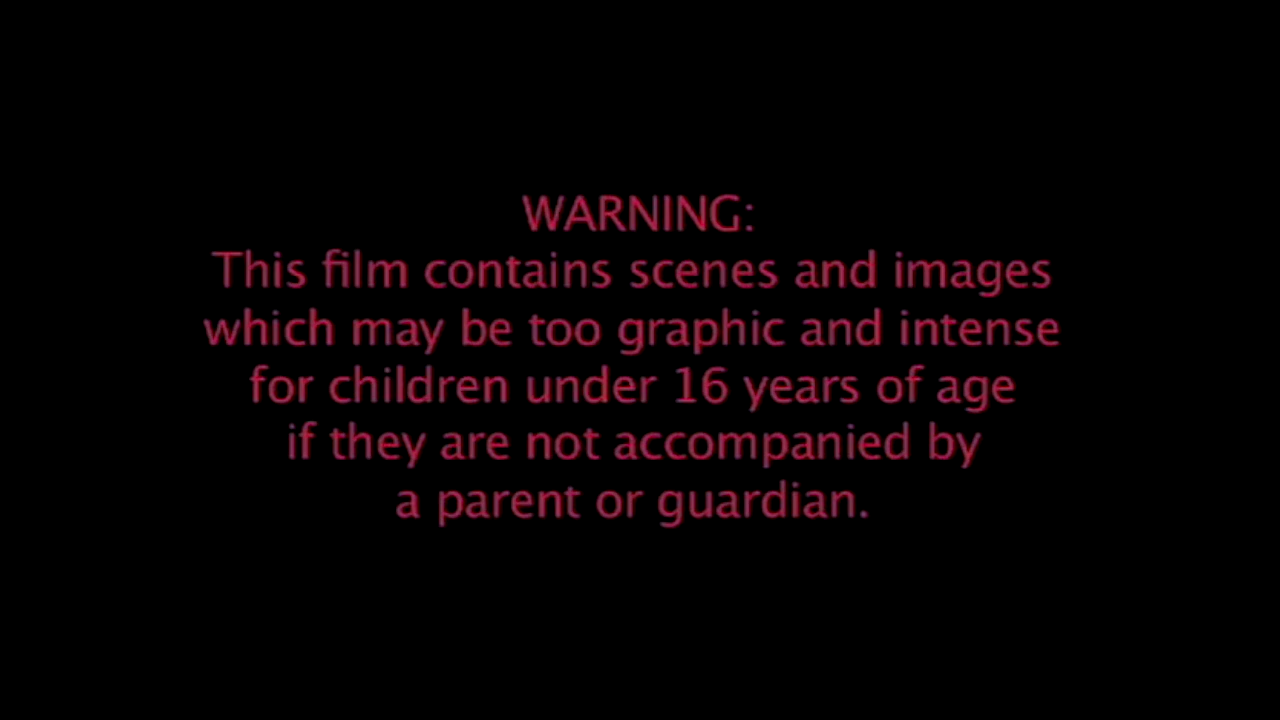 WARNING:
This film contains scenes and images
which may be too graphic and intense
for children under 16 years of age
if they are not accompanied by
a parent or guardian.